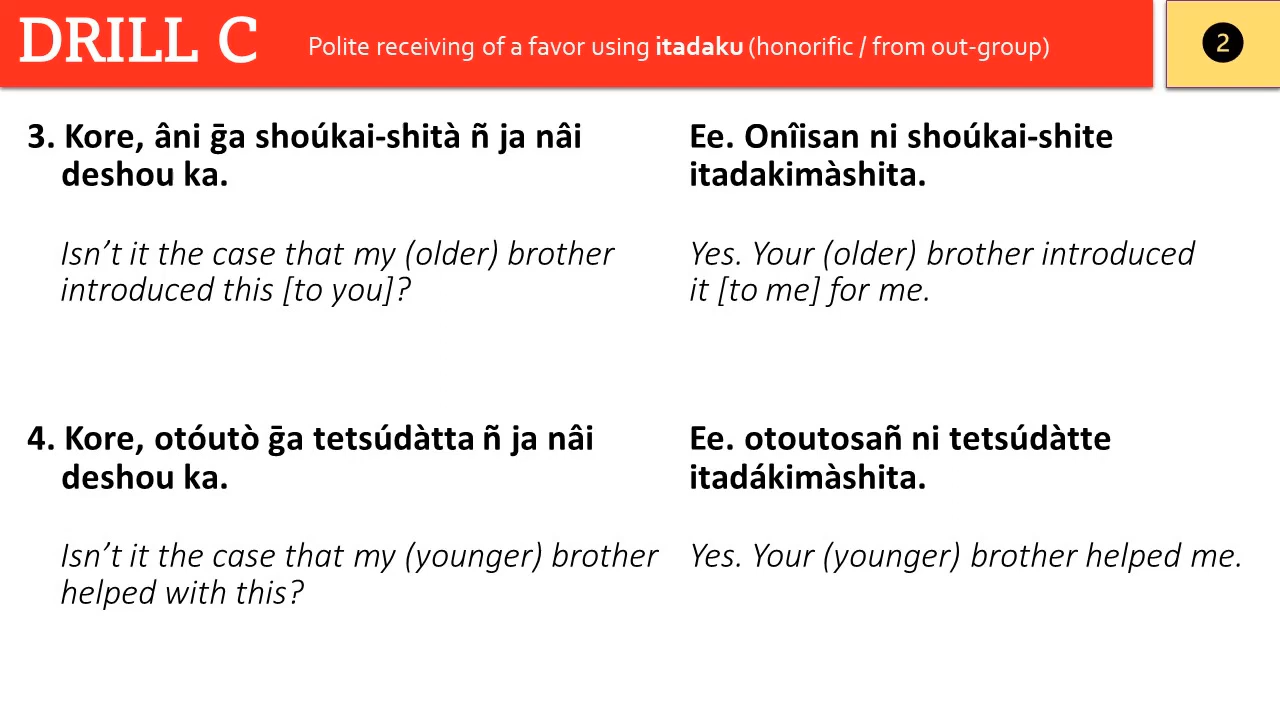 DRILL C
Polite receiving of a favor using itadaku (honorific / from out-group)
2
3. Kore, âni ḡa shoúkai-shità ñ ja nâi
deshou ka.
Isn’t it the case that my (older) brother
introduced this [to you]?
Ee. Onîisan ni shoúkai-shite
itadakimàshita.
Yes. Your (older) brother introduced
it [to me] for me.
4. Kore, otóutò ḡa tetsúdàtta ñ ja nâi
deshou ka.
Isn’t it the case that my (younger) brother
helped with this?
Ee. otoutosañ ni tetsúdàtte
itadákimàshita.
Yes. Your (younger) brother helped me.